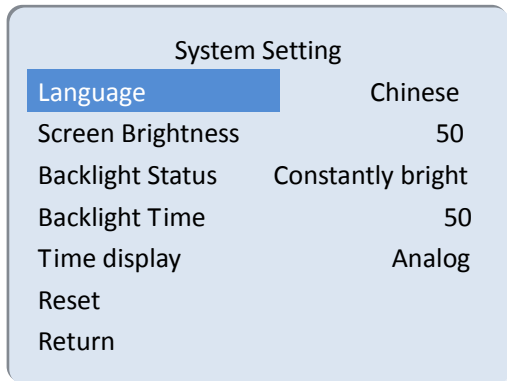 System Setting
Language Chinese
Screen Brightness 50
Backlight Status Constantly bright
Backlight Time 50
Time display Analog
Reset
Return